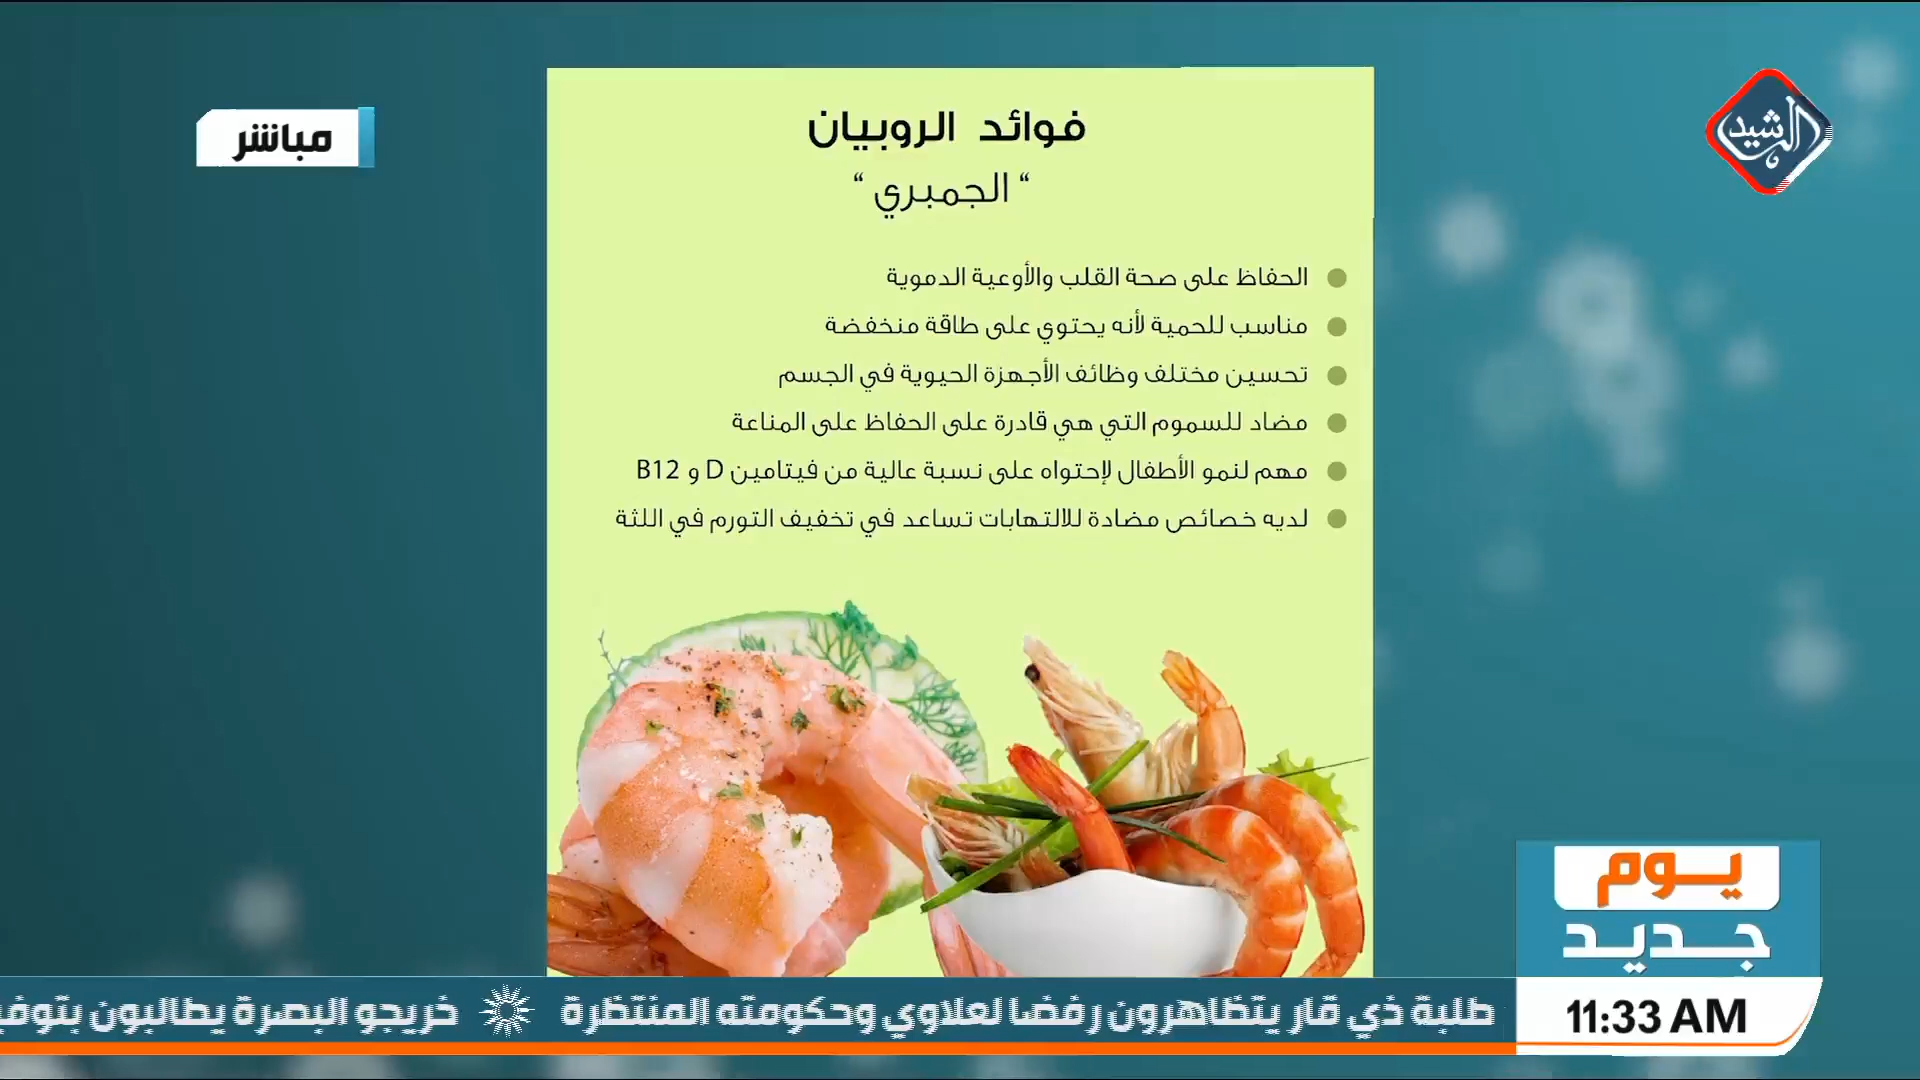 مباشر
الرشيد
فوائد الروبيان
“ الجمبري “
الحفاظ على صحة القلب والأوعية الدموية
مناسب للحمية لأنه يحتوي على طاقة منخفضة
تحسين مختلف وظائف الأجهزة الحيوية في الجسم
مضاد للسموم التي هي قادرة على الحفاظ على المناعة
مهم لنمو الأطفال لإحتواه على نسبة عالية من فيتامين D و B12
لديه خصائص مضادة للالتهابات تساعد في تخفيف التورم في اللثة
يوم
جديد
11:33 AM
طلبة ذي قار يتظاهرون رفضا لعلاوي وحكومته المنتظرة خريجو البصرة يطالبون